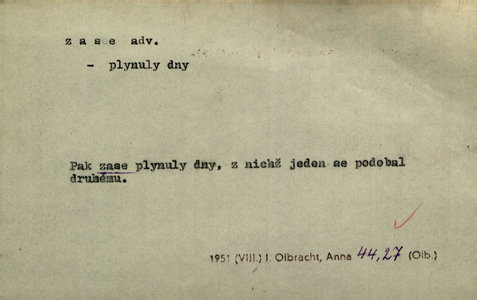 zase adv.
- plynuly dny
Pak zase plynuly dny, z nichž jeden se podobal
druhému.
1951 (VIII.) I. Olbracht, Anna 44,27 (Olb.)